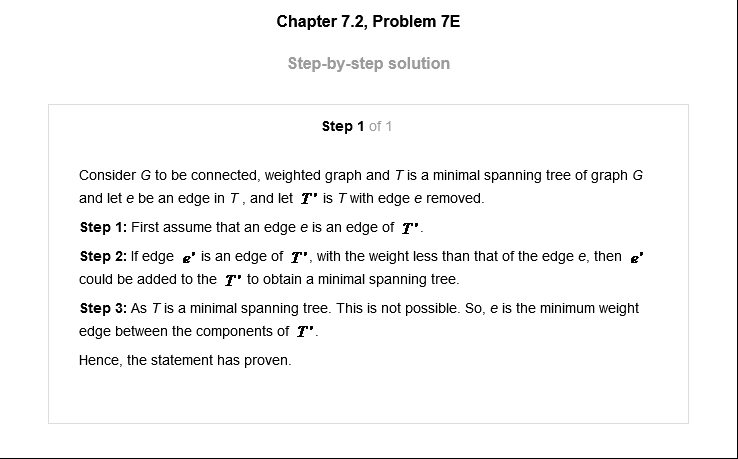 Chapter 7.2, Problem 7E
Step-by-step solution
Step 1 of 1
Consider G to be connected, weighted graph and T is a minimal spanning tree of graph G
and let e be an edge in T , and let T' is T with edge e removed.
Step 1: First assume that an edge e is an edge of T'.
Step 2: If edge e' is an edge of T', with the weight less than that of the edge e, then e'
could be added to the T' to obtain a minimal spanning tree.
Step 3: As T is a minimal spanning tree. This is not possible. So, e is the minimum weight
edge between the components of T'.
Hence, the statement has proven.